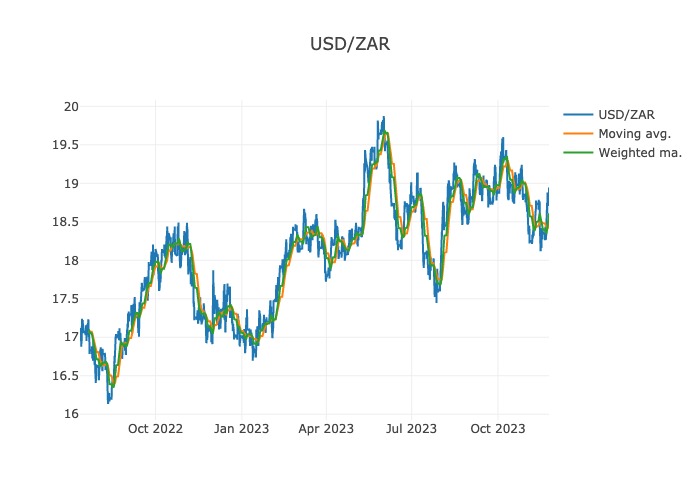 USD/ZAR
20
19.5
19
18.5
18
17.5
17
16.5
16
Oct 2022
Jan 2023
Apr 2023
Jul 2023
Oct 2023
USD/ZAR
Moving avg.
Weighted ma.